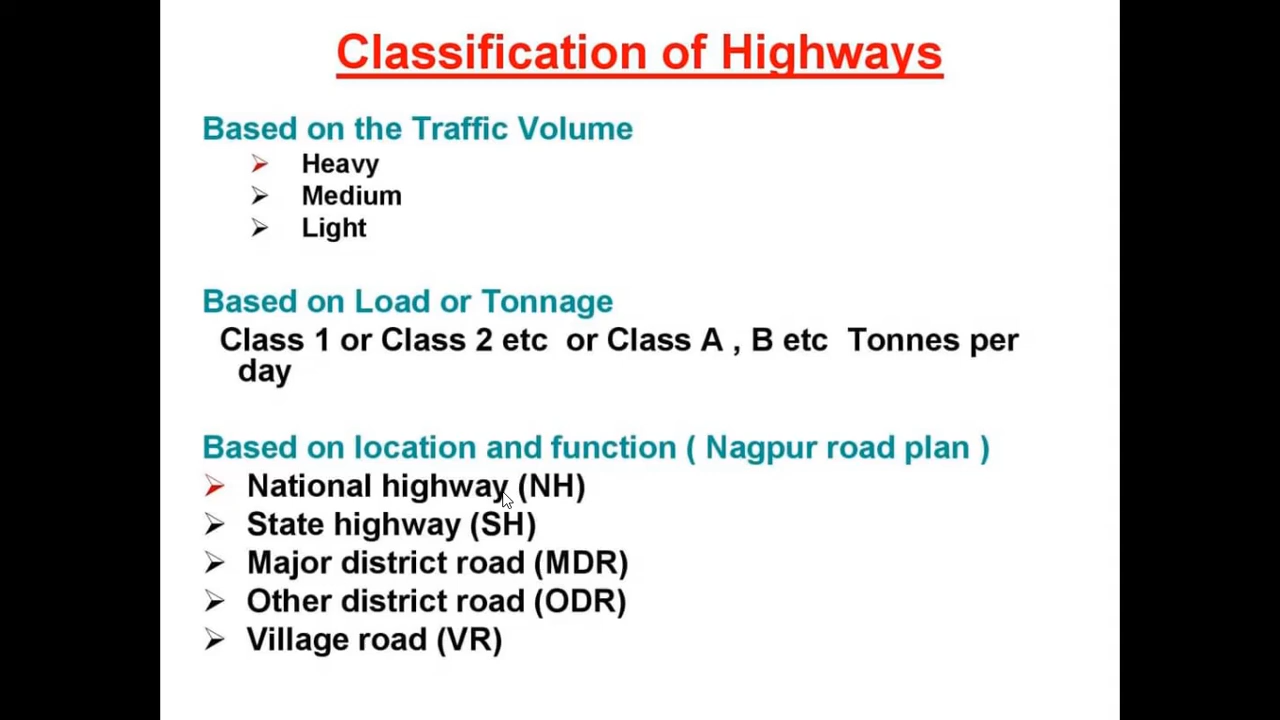 Classification of Highways
Based on the Traffic Volume
Heavy
Medium
Light
Based on Load or Tonnage
Class 1 or Class 2 etc or Class A , B etc Tonnes per
day
Based on location and function ( Nagpur road plan )
National highway (NH)
State highway (SH)
Major district road (MDR)
Other district road (ODR)
Village road (VR)